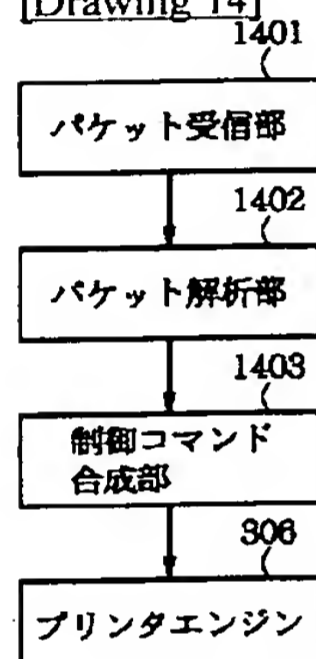 [Drawing 14]
1401
パケット受信部
1402
パケット解析部
1403
制御コマンド
合成部
306
プリンタエンジン